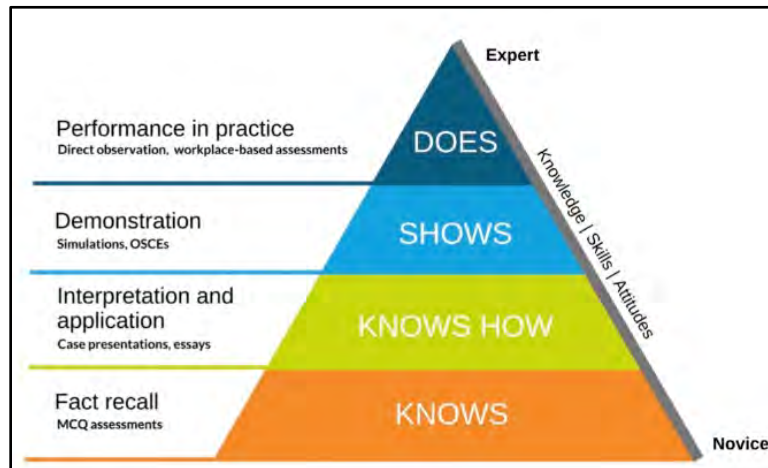 Expert
Performance in practice
Direct observation, workplace-based assessments
DOES
Knowledge | Skills | Attitudes
Demonstration
Simulations, OSCEs
SHOWS
Interpretation and
application
Case presentations, essays
KNOWS HOW
Fact recall
MCQ assessments
KNOWS
Novice